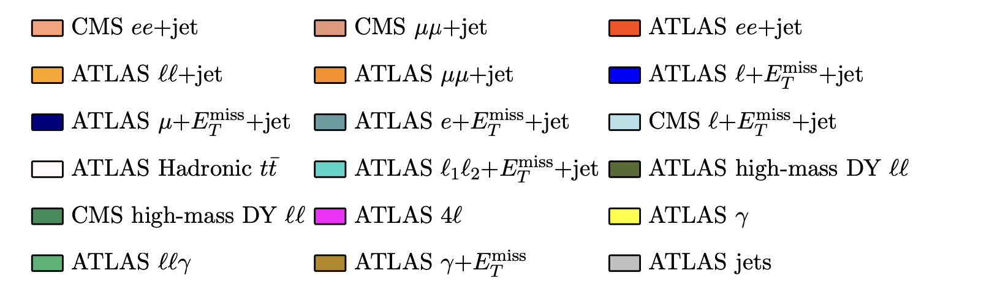 CMS ee+jet CMS μμ+jet ATLAS ee+jet
ATLAS ℓℓ+jet ATLAS μμ+jet ATLAS ℓ+E_T^miss+jet
ATLAS μ+E_T^miss+jet ATLAS e+E_T^miss+jet CMS ℓ+E_T^miss+jet
ATLAS Hadronic tt̄ ATLAS ℓ₁ℓ₂+E_T^miss+jet ATLAS high-mass DY ℓℓ
CMS high-mass DY ℓℓ ATLAS 4ℓ ATLAS γ
ATLAS ℓℓγ ATLAS γ+E_T^miss ATLAS jets